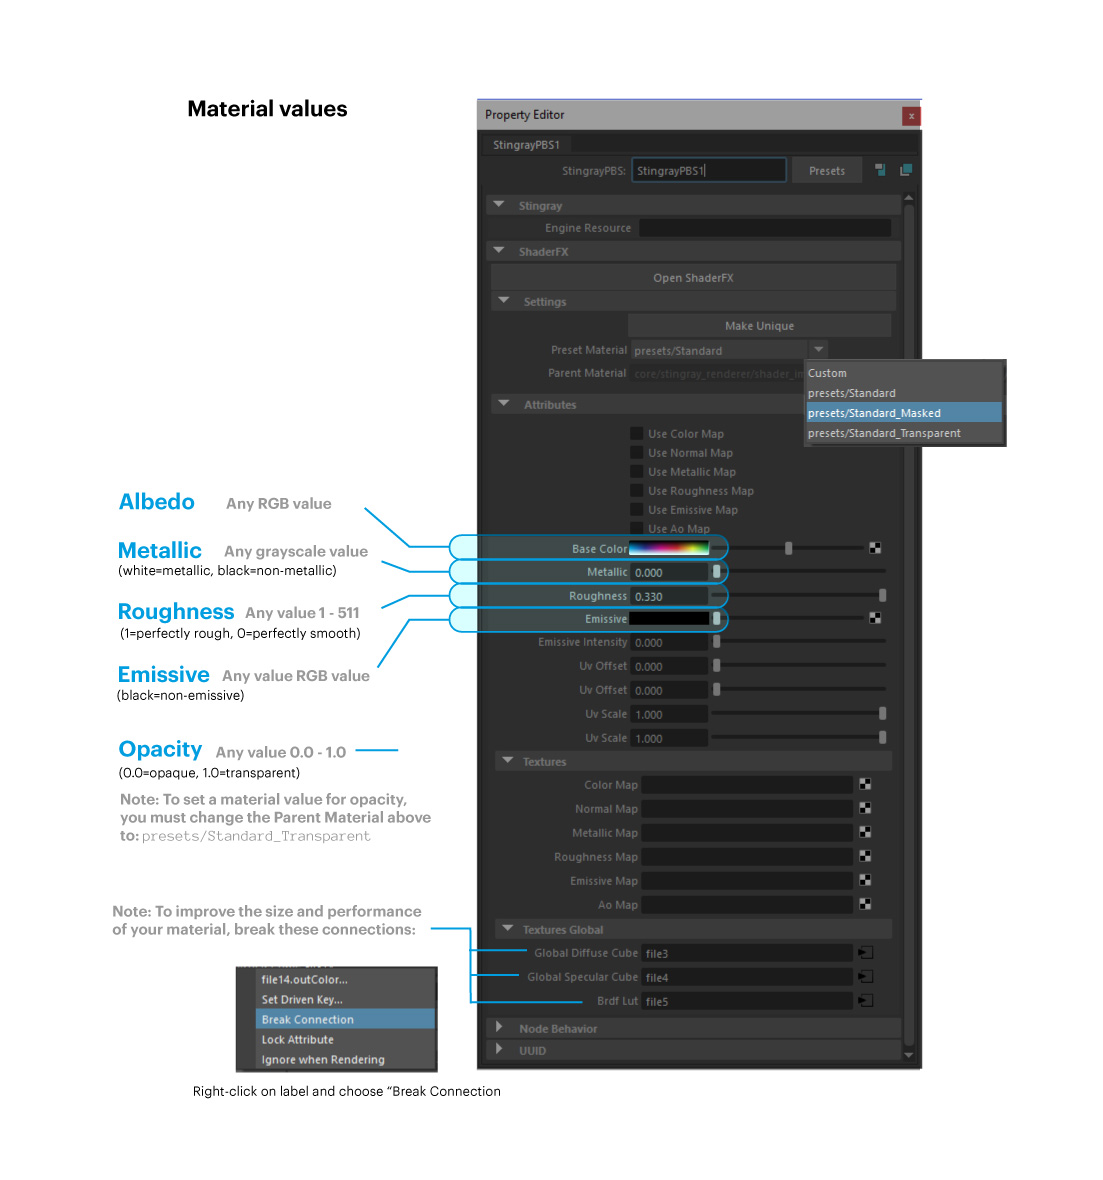 Material values
Property Editor
x
StingrayPBS1
StingrayPBS: StingrayPBS1 Presets
Stingray
Engine Resource
ShaderFX
Open ShaderFX
Settings
Make Unique
Preset Material presets/Standard
Parent Material core/stingray_renderer/shader_im
Custom
presets/Standard
presets/Standard_Masked
presets/Standard_Transparent
Attributes
Use Color Map
Use Normal Map
Use Metallic Map
Use Roughness Map
Use Emissive Map
Use Ao Map
Albedo Any RGB value
Metallic Any grayscale value
(white=metallic, black=non-metallic)
Roughness Any value 1 - 511
(1=perfectly rough, 0=perfectly smooth)
Emissive Any value RGB value
(black=non-emissive)
Opacity Any value 0.0 - 1.0
(0.0=opaque, 1.0=transparent)
Note: To set a material value for opacity,
you must change the Parent Material above
to: presets/Standard_Transparent
Base Color
Metallic 0.000
Roughness 0.330
Emissive
Emissive Intensity 0.000
Uv Offset 0.000
Uv Offset 0.000
Uv Scale 1.000
Uv Scale 1.000
Textures
Color Map
Normal Map
Metallic Map
Roughness Map
Emissive Map
Ao Map
Note: To improve the size and performance
of your material, break these connections:
Textures Global
Global Diffuse Cube file3
Global Specular Cube file4
Brdf Lut file5
Node Behavior
UUID
file14.outColor...
Set Driven Key...
Break Connection
Lock Attribute
Ignore when Rendering
Right-click on label and choose “Break Connection